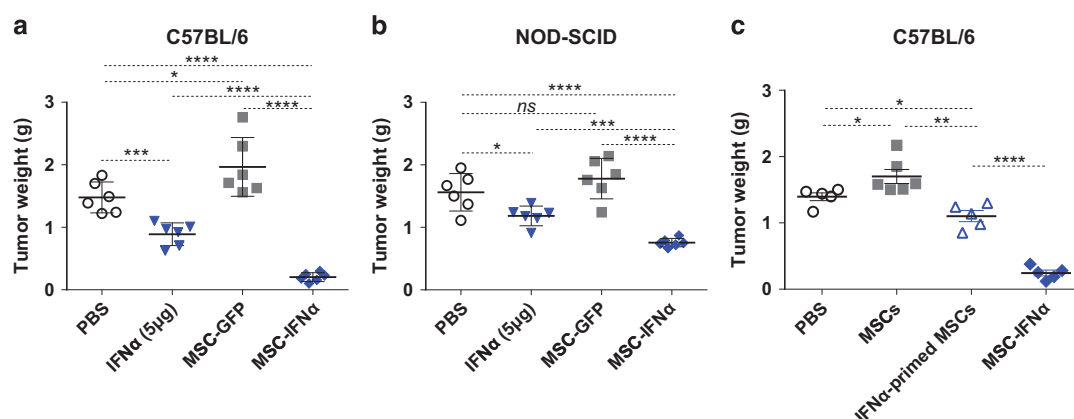 a
C57BL/6
****
*
****
****
***
Tumor weight (g)
3
2
1
0
PBS
IFNα (5µg)
MSC-GFP
MSC-IFNα
b
NOD-SCID
****
ns
***
****
*
Tumor weight (g)
3
2
1
0
PBS
IFNα (5µg)
MSC-GFP
MSC-IFNα
c
C57BL/6
*
*
**
****
Tumor weight (g)
3
2
1
0
PBS
MSCs
IFNα-primed MSCs
MSC-IFNα